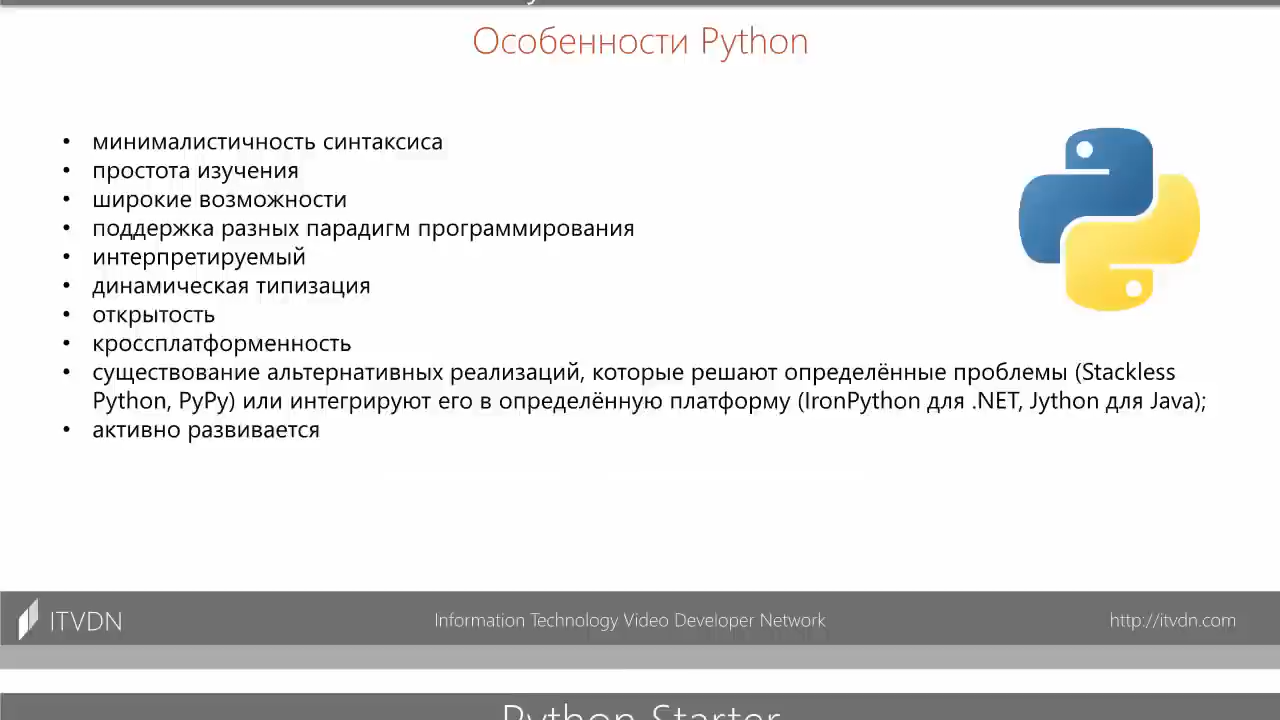 Особенности Python
• минималистичность синтаксиса
• простота изучения
• широкие возможности
• поддержка разных парадигм программирования
• интерпретируемый
• динамическая типизация
• открытость
• кроссплатформенность
• существование альтернативных реализаций, которые решают определённые проблемы (Stackless
Python, PyPy) или интегрируют его в определённую платформу (IronPython для .NET, Jython для Java);
• активно развивается
ITVDN
Information Technology Video Developer Network
http://itvdn.com
Python Starter